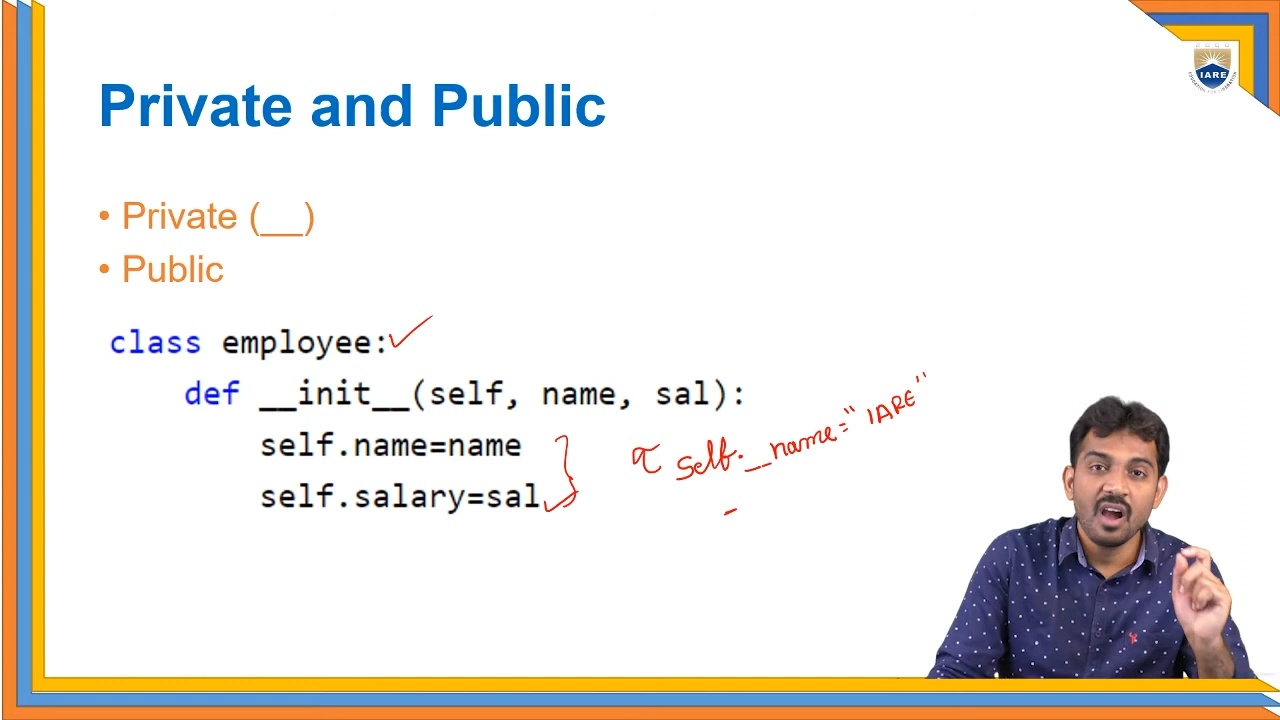 IARE
Private and Public
• Private (__)
• Public
class employee:
def __init__(self, name, sal):
self.name=name
self.salary=sal
self.__name="IARE"